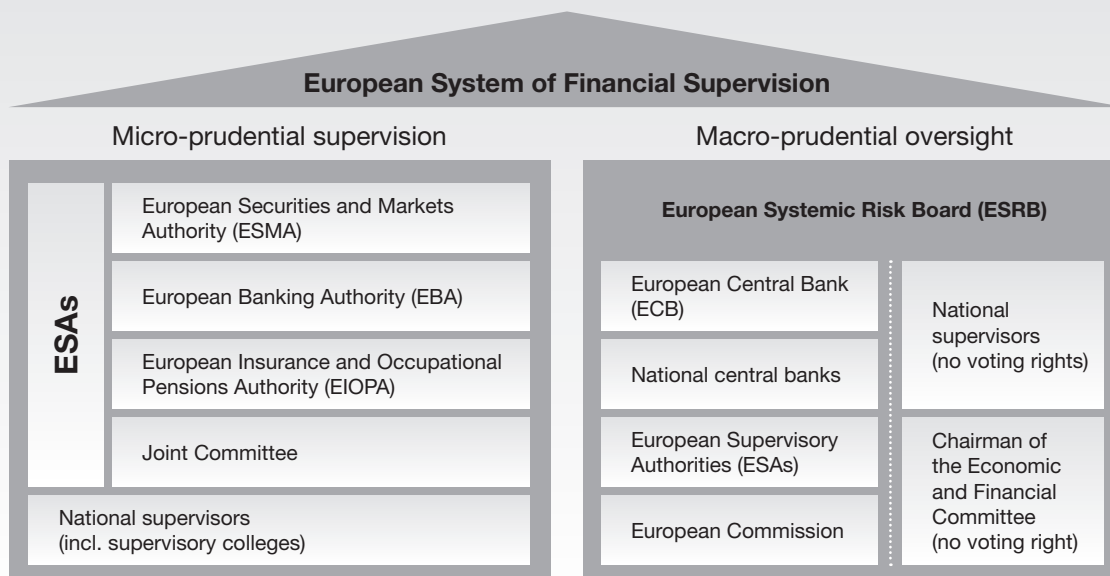 European System of Financial Supervision
Micro-prudential supervision
ESAs
European Securities and Markets
Authority (ESMA)
European Banking Authority (EBA)
European Insurance and Occupational
Pensions Authority (EIOPA)
Joint Committee
National supervisors
(incl. supervisory colleges)
Macro-prudential oversight
European Systemic Risk Board (ESRB)
European Central Bank
(ECB)
National central banks
European Supervisory
Authorities (ESAs)
European Commission
National
supervisors
(no voting rights)
Chairman of
the Economic
and Financial
Committee
(no voting right)